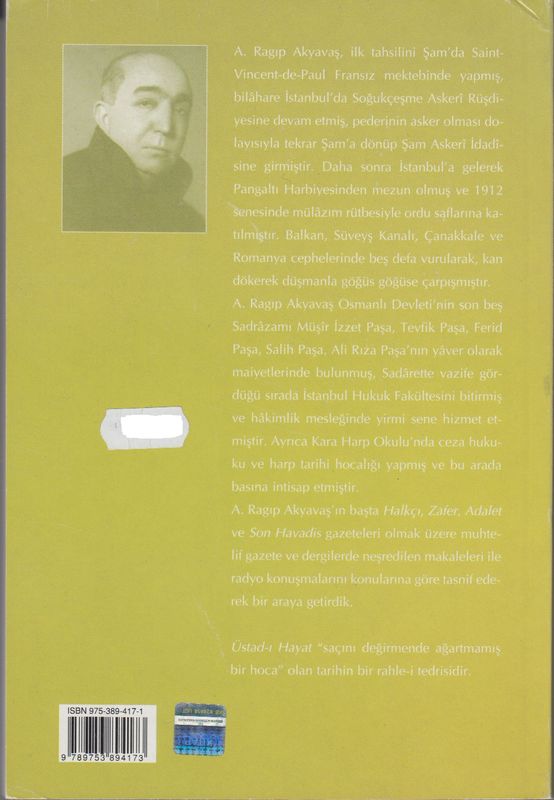 A. Ragıp Akyavaş, ilk tahsilini Şam'da Saint-
Vincent-de-Paul Fransız mektebinde yapmış,
bilâhare İstanbul'da Soğukçeşme Askerî Rüşdi-
yesine devam etmiş, pederinin asker olması do-
layısıyla tekrar Şam'a dönüp Şam Askerî İdadî-
sine girmiştir. Daha sonra İstanbul'a gelerek
Pangaltı Harbiyesinden mezun olmuş ve 1912
senesinde mülâzım rütbesiyle ordu saflarına ka-
tılmıştır. Balkan, Süveyş Kanalı, Çanakkale ve
Romanya cephelerinde beş defa vurularak, kan
dökerek düşmanla göğüs göğüse çarpışmıştır.
A. Ragıp Akyavaş Osmanlı Devleti'nin son beş
Sadrâzamı Müşir İzzet Paşa, Tevfik Paşa, Ferid
Paşa, Salih Paşa, Ali Rıza Paşa'nın yâver olarak
maiyetlerinde bulunmuş, Sadârette vazife gör-
düğü sırada İstanbul Hukuk Fakültesini bitirmiş
ve hâkimlik mesleğinde yirmi sene hizmet et-
miştir. Ayrıca Kara Harp Okulu'nda ceza huku-
ku ve harp tarihi hocalığı yapmış ve bu arada
basına intisap etmiştir.
A. Ragıp Akyavaş'ın başta Halkçı, Zafer, Adalet
ve Son Havadis gazeteleri olmak üzere muhte-
lif gazete ve dergilerde neşredilen makaleleri ile
radyo konuşmalarını konularına göre tasnif ede-
rek bir araya getirdik.
Üstad-ı Hayat "saçını değirmende ağartmamış
bir hoca" olan tarihin bir rahle-i tedrisidir.
ISBN 975-389-417-1
9 789753 894173